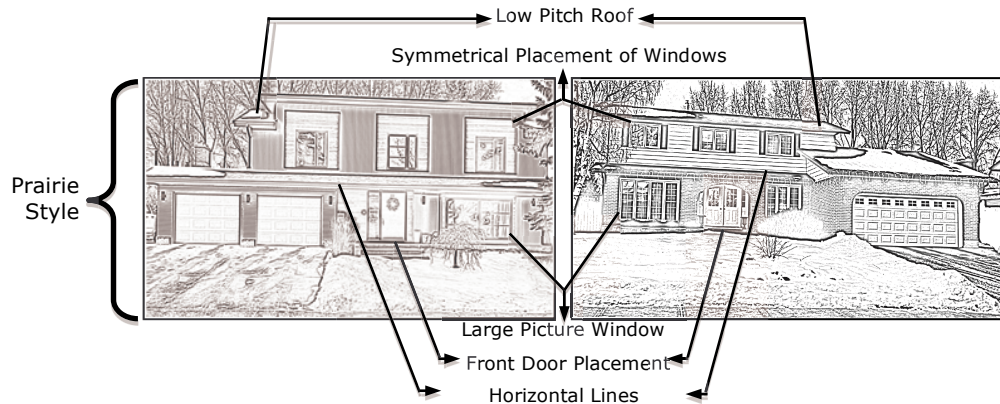 Low Pitch Roof
Symmetrical Placement of Windows
Prairie
Style
Large Picture Window
Front Door Placement
Horizontal Lines